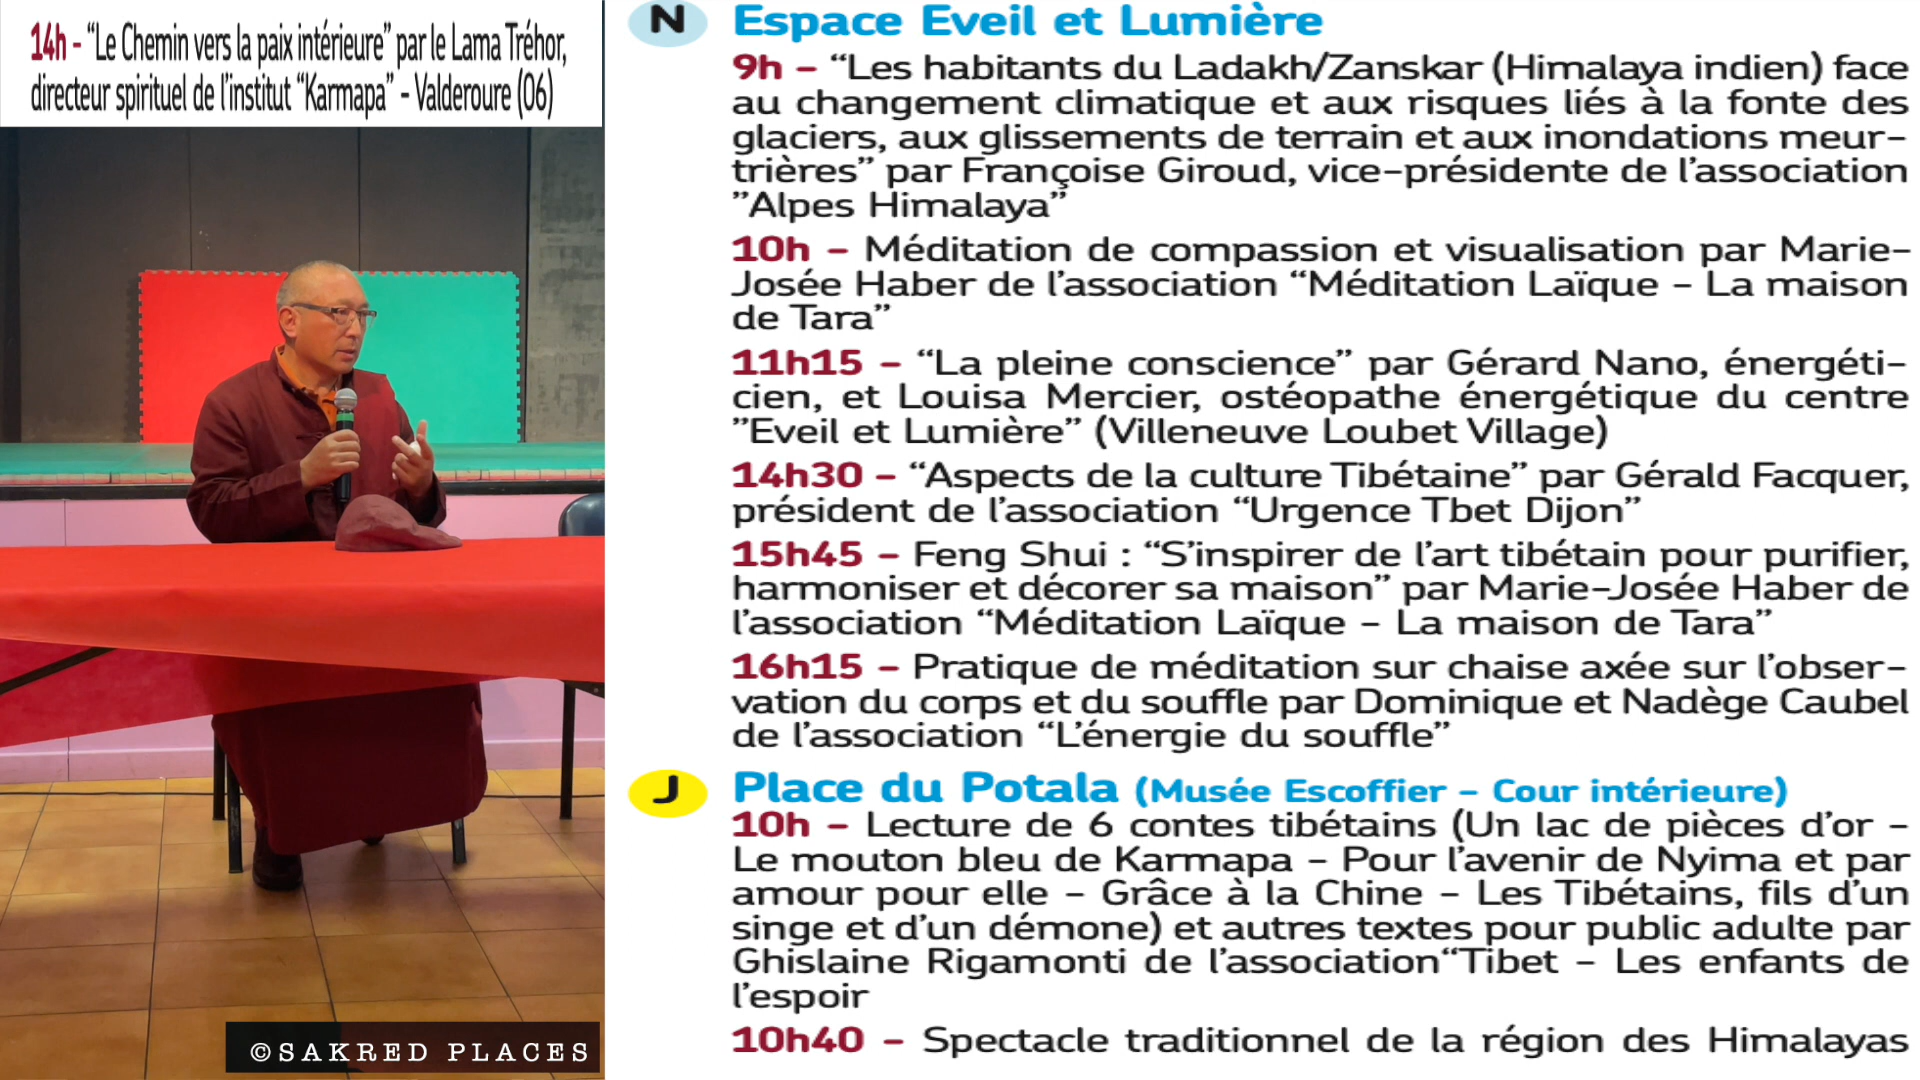 14h - “Le Chemin vers la paix intérieure” par le Lama Tréhor,
directeur spirituel de l’institut “Karmapa” - Valderoure (06)
©SAKRED PLACES
N Espace Eveil et Lumière
9h – “Les habitants du Ladakh/Zanskar (Himalaya indien) face
au changement climatique et aux risques liés à la fonte des
glaciers, aux glissements de terrain et aux inondations meur-
trières” par Françoise Giroud, vice-présidente de l’association
”Alpes Himalaya”
10h – Méditation de compassion et visualisation par Marie-
Josée Haber de l’association “Méditation Laïque – La maison
de Tara”
11h15 – “La pleine conscience” par Gérard Nano, énergéti-
cien, et Louisa Mercier, ostéopathe énergétique du centre
”Eveil et Lumière” (Villeneuve Loubet Village)
14h30 – “Aspects de la culture Tibétaine” par Gérald Facquer,
président de l’association “Urgence Tbet Dijon”
15h45 – Feng Shui : “S’inspirer de l’art tibétain pour purifier,
harmoniser et décorer sa maison” par Marie-Josée Haber de
l’association “Méditation Laïque – La maison de Tara”
16h15 – Pratique de méditation sur chaise axée sur l’obser-
vation du corps et du souffle par Dominique et Nadège Caubel
de l’association “L’énergie du souffle”
J Place du Potala (Musée Escoffier – Cour intérieure)
10h – Lecture de 6 contes tibétains (Un lac de pièces d’or –
Le mouton bleu de Karmapa – Pour l’avenir de Nyima et par
amour pour elle – Grâce à la Chine – Les Tibétains, fils d’un
singe et d’un démone) et autres textes pour public adulte par
Ghislaine Rigamonti de l’association“Tibet – Les enfants de
l’espoir
10h40 – Spectacle traditionnel de la région des Himalayas